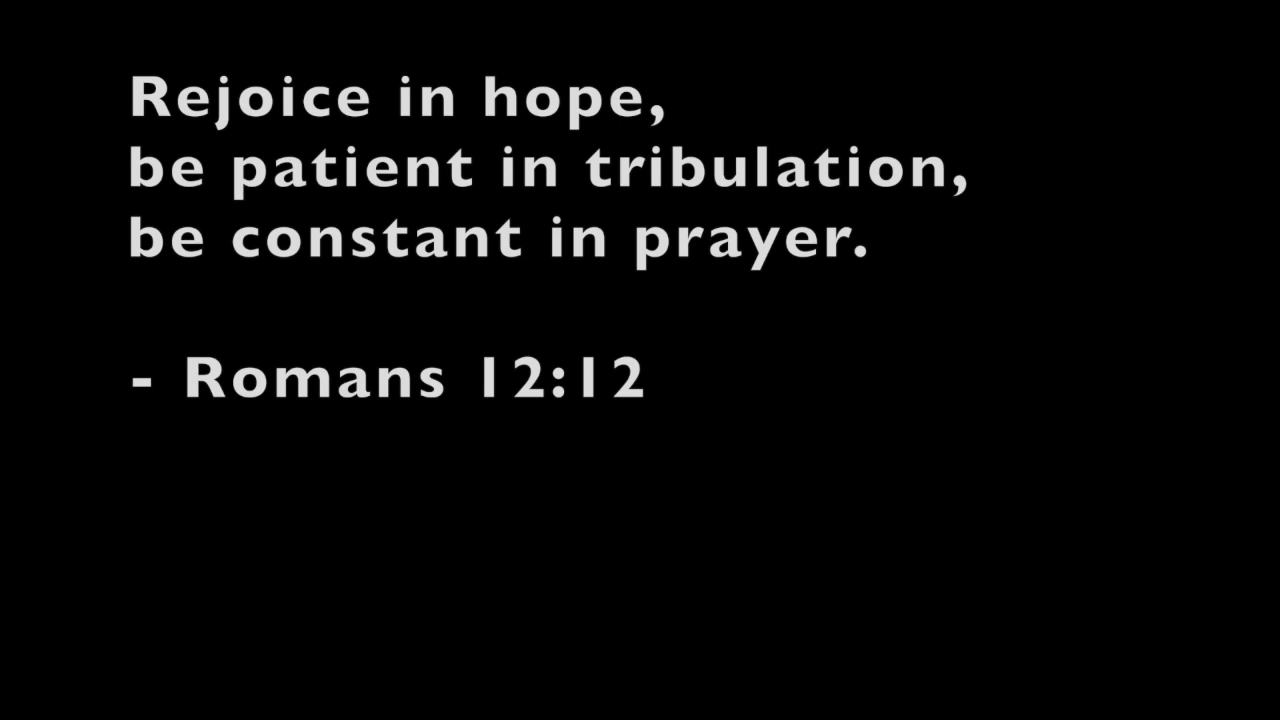 Rejoice in hope,
be patient in tribulation,
be constant in prayer.
- Romans 12:12